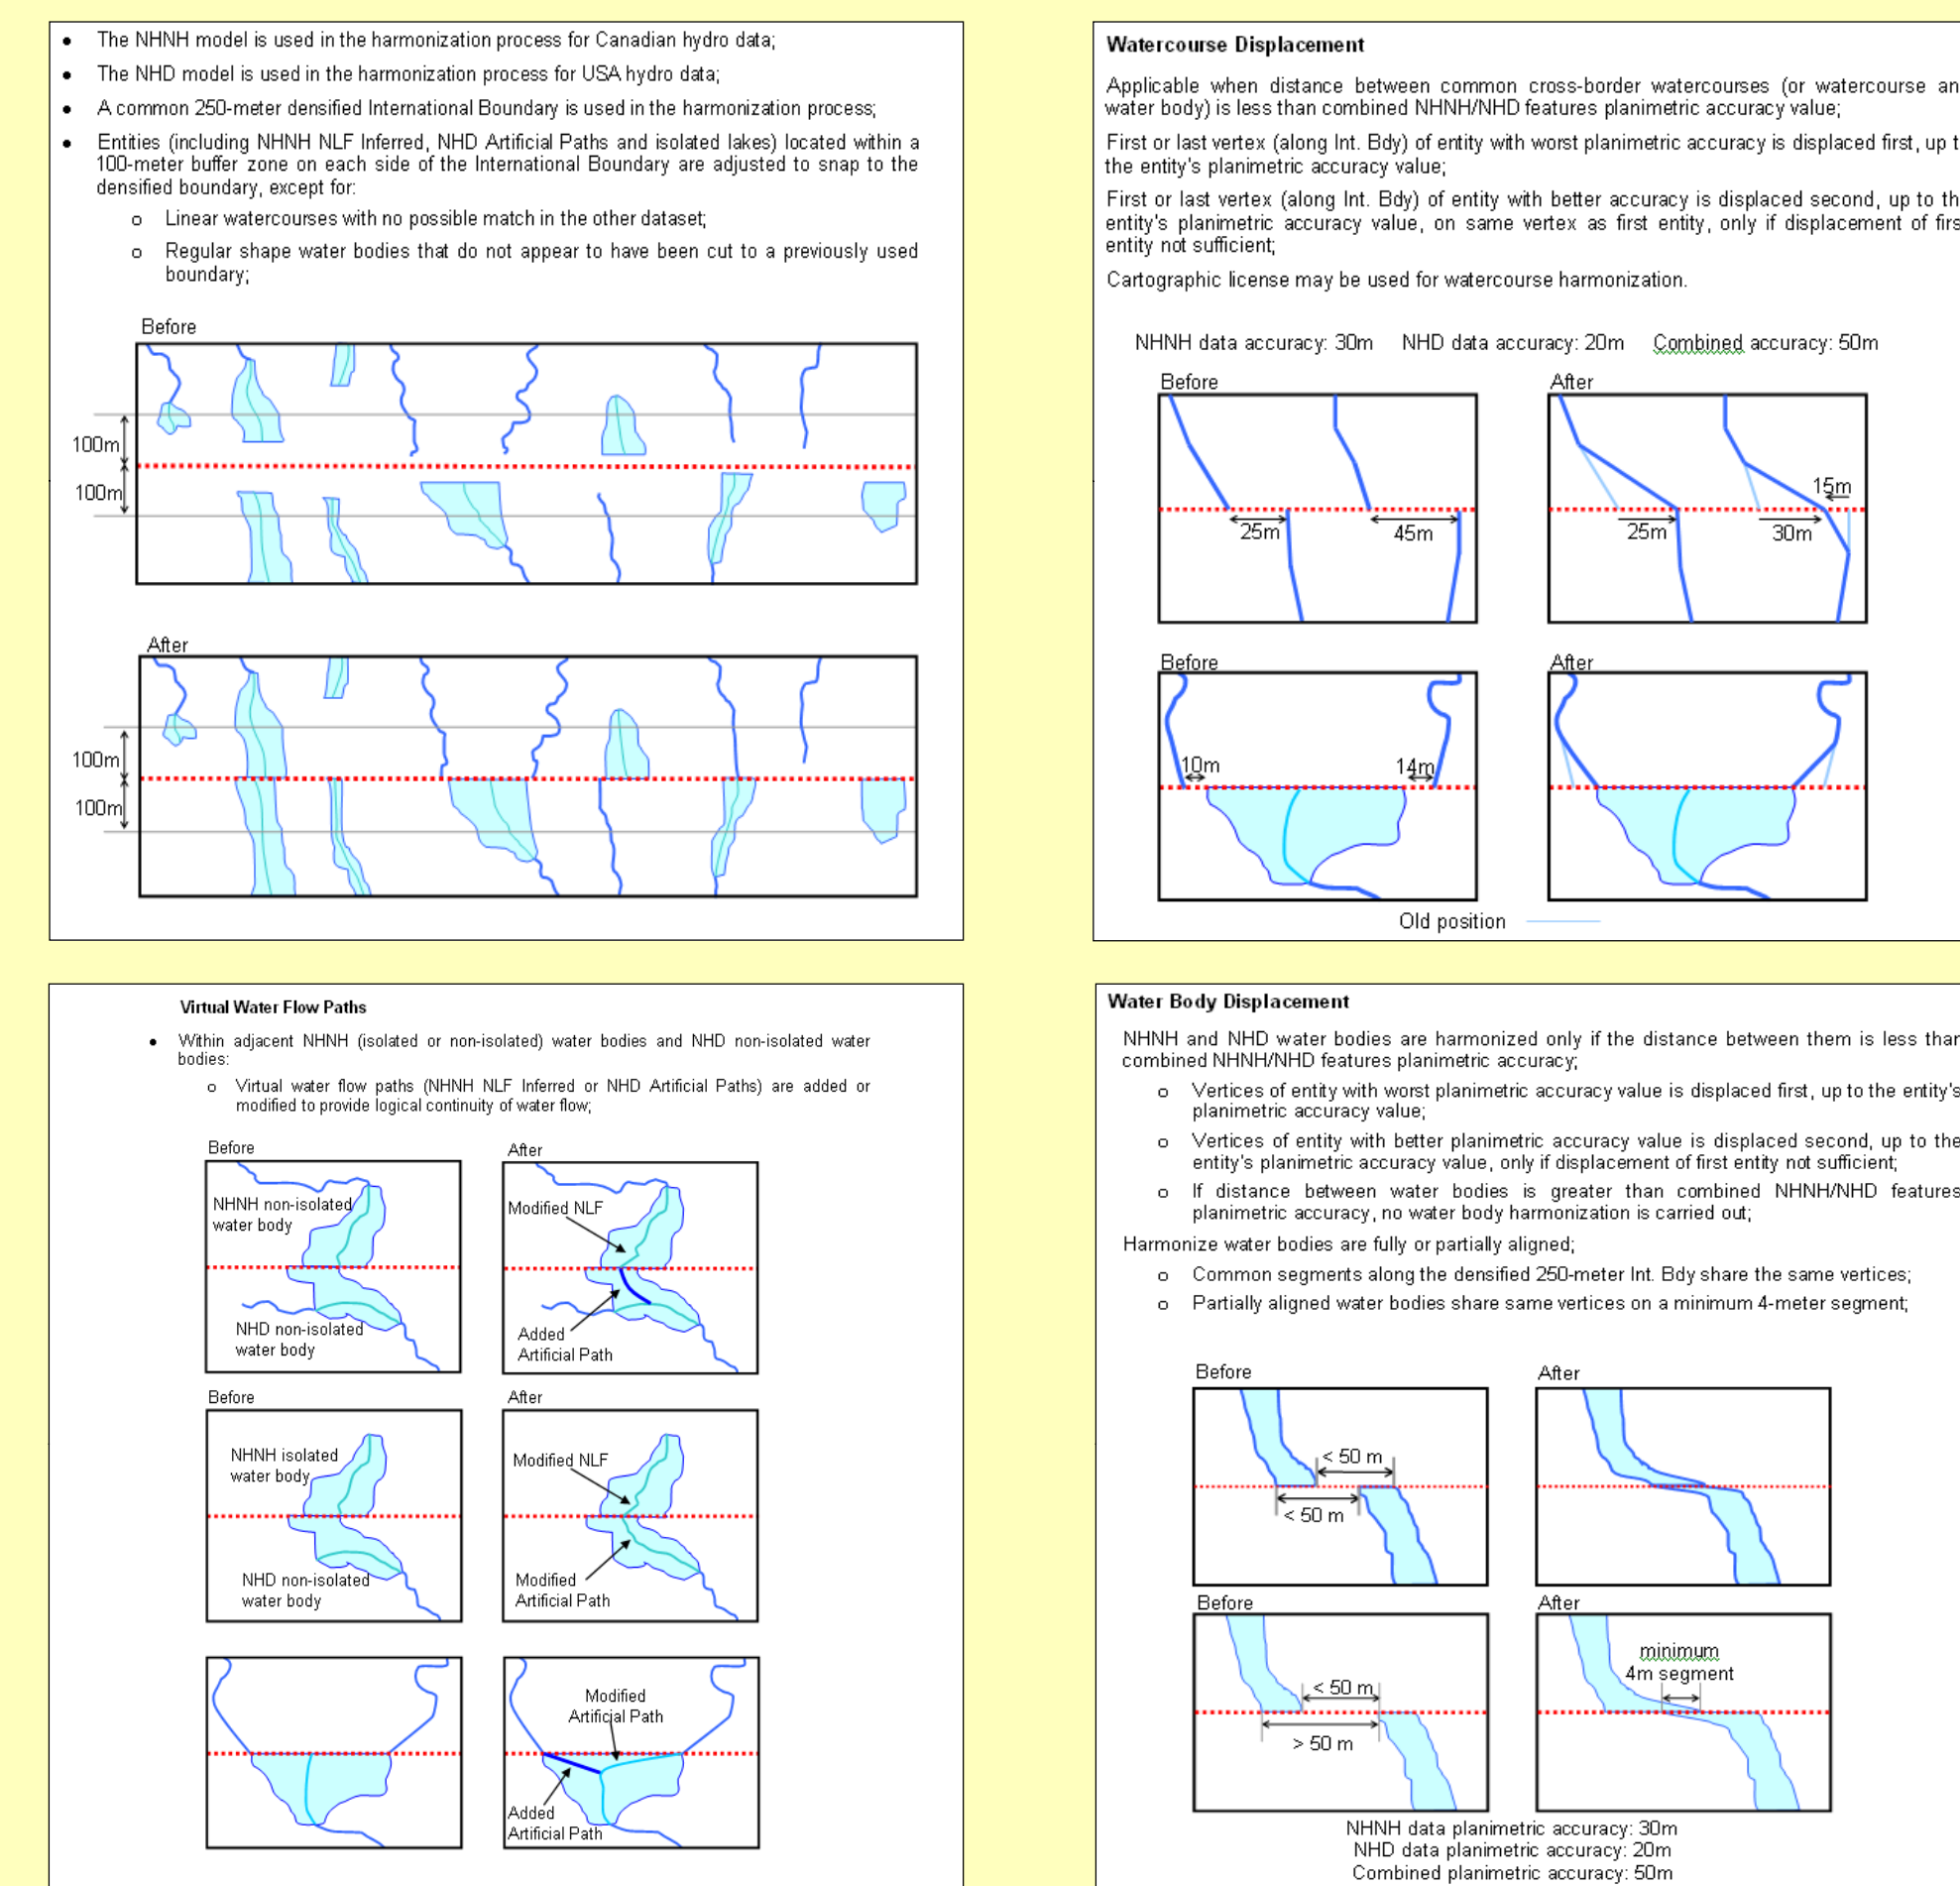 • The NHNH model is used in the harmonization process for Canadian hydro data;
• The NHD model is used in the harmonization process for USA hydro data;
• A common 250-meter densified International Boundary is used in the harmonization process;
• Entities (including NHNH NLF Inferred, NHD Artificial Paths and isolated lakes) located within a
100-meter buffer zone on each side of the International Boundary are adjusted to snap to the
densified boundary, except for:
o Linear watercourses with no possible match in the other dataset;
o Regular shape water bodies that do not appear to have been cut to a previously used
boundary;
Before
100m
100m
After
100m
100m
Watercourse Displacement
Applicable when distance between common cross-border watercourses (or watercourse an
water body) is less than combined NHNH/NHD features planimetric accuracy value;
First or last vertex (along Int. Bdy) of entity with worst planimetric accuracy is displaced first, up t
the entity's planimetric accuracy value;
First or last vertex (along Int. Bdy) of entity with better accuracy is displaced second, up to th
entity's planimetric accuracy value, on same vertex as first entity, only if displacement of firs
entity not sufficient;
Cartographic license may be used for watercourse harmonization.
NHNH data accuracy: 30m NHD data accuracy: 20m Combined accuracy: 50m
Before
25m
45m
After
15m
25m
30m
Before
10m
14m
After
Old position
Virtual Water Flow Paths
• Within adjacent NHNH (isolated or non-isolated) water bodies and NHD non-isolated water
bodies:
o Virtual water flow paths (NHNH NLF Inferred or NHD Artificial Paths) are added or
modified to provide logical continuity of water flow;
Before
NHNH non-isolated
water body
NHD non-isolated
water body
After
Modified NLF
Added
Artificial Path
Before
NHNH isolated
water body
NHD non-isolated
water body
After
Modified NLF
Modified
Artificial Path
Modified
Artificial Path
Added
Artificial Path
Water Body Displacement
NHNH and NHD water bodies are harmonized only if the distance between them is less than
combined NHNH/NHD features planimetric accuracy;
o Vertices of entity with worst planimetric accuracy value is displaced first, up to the entity's
planimetric accuracy value;
o Vertices of entity with better planimetric accuracy value is displaced second, up to the
entity's planimetric accuracy value, only if displacement of first entity not sufficient;
o If distance between water bodies is greater than combined NHNH/NHD features
planimetric accuracy, no water body harmonization is carried out;
Harmonize water bodies are fully or partially aligned;
o Common segments along the densified 250-meter Int. Bdy share the same vertices;
o Partially aligned water bodies share same vertices on a minimum 4-meter segment;
Before
< 50 m
< 50 m
After
Before
< 50 m
> 50 m
After
minimum
4m segment
NHNH data planimetric accuracy: 30m
NHD data planimetric accuracy: 20m
Combined planimetric accuracy: 50m